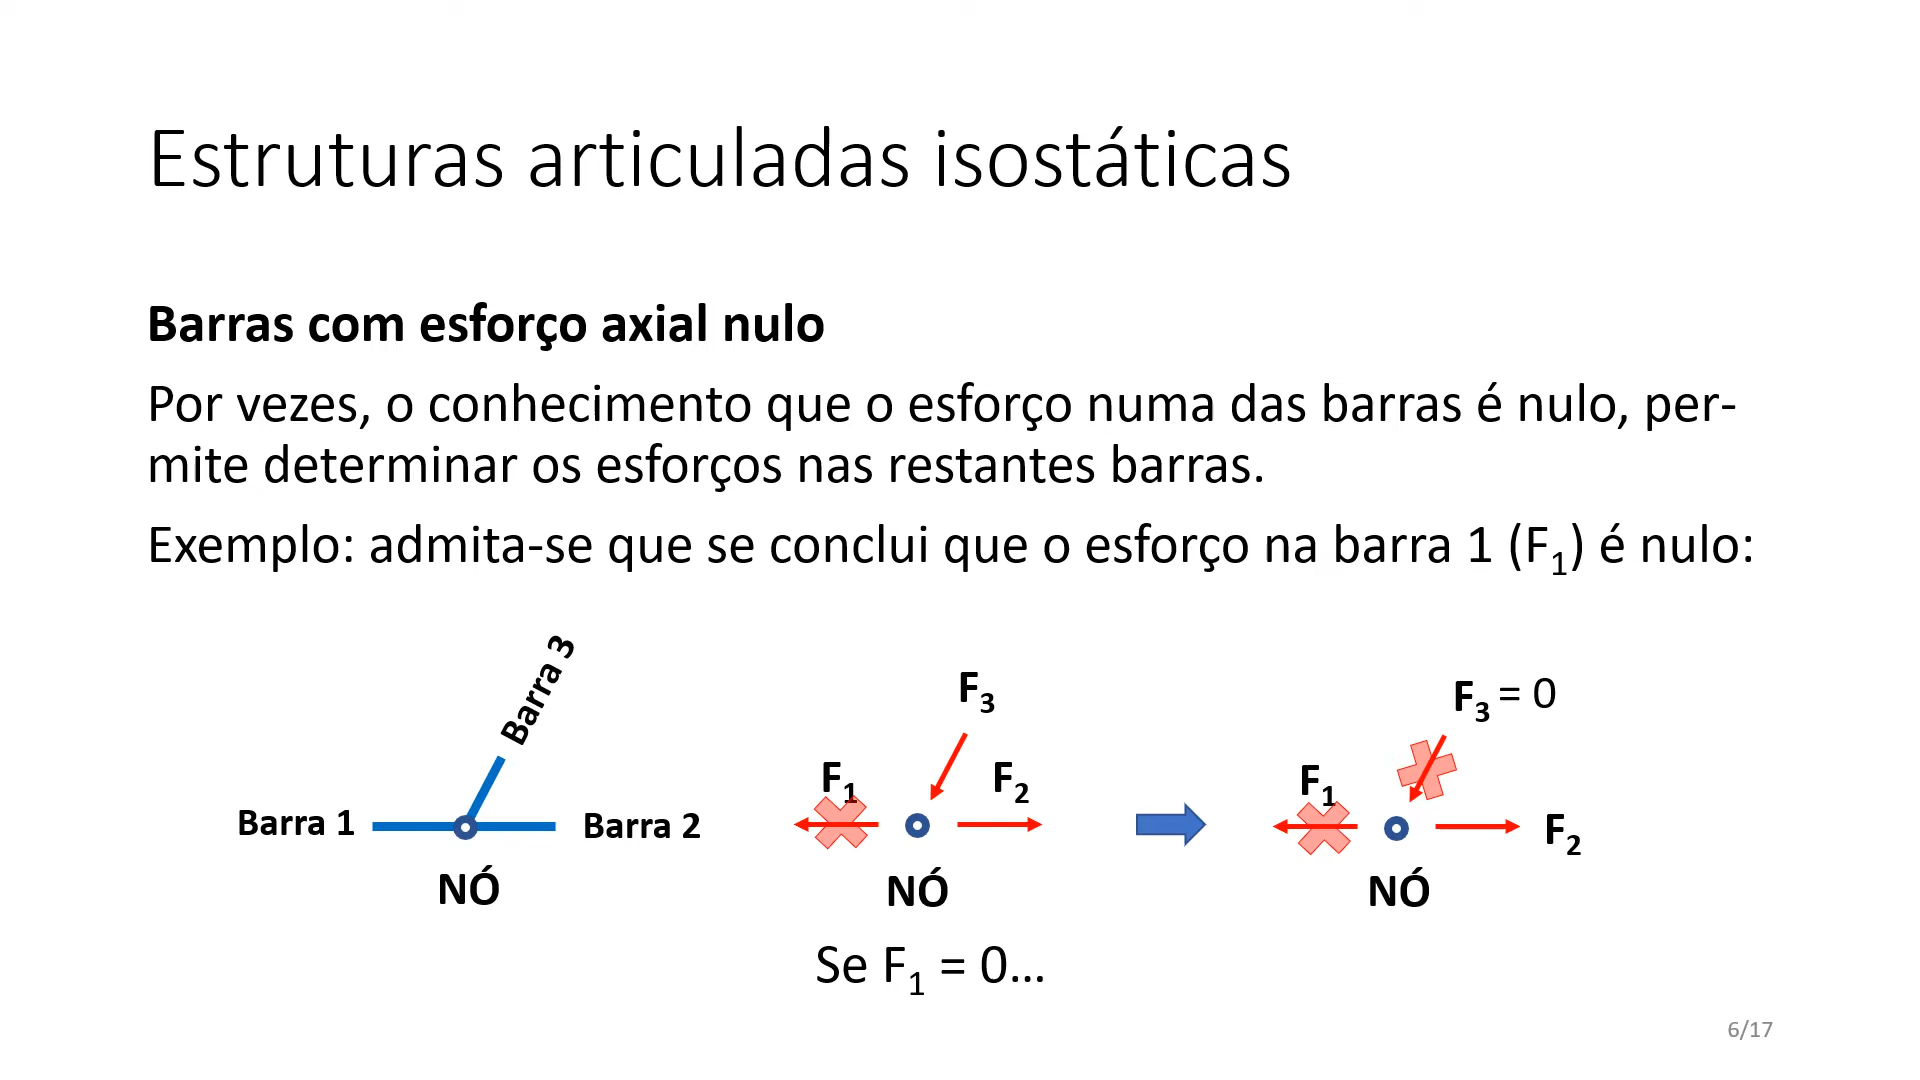 Estruturas articuladas isostáticas
Barras com esforço axial nulo
Por vezes, o conhecimento que o esforço numa das barras é nulo, per-
mite determinar os esforços nas restantes barras.
Exemplo: admita-se que se conclui que o esforço na barra 1 (F₁) é nulo:
Barra 3
Barra 1
Barra 2
NÓ
F₃
F₁
F₂
NÓ
Se F₁ = 0...
F₃ = 0
F₁
F₂
NÓ
6/17